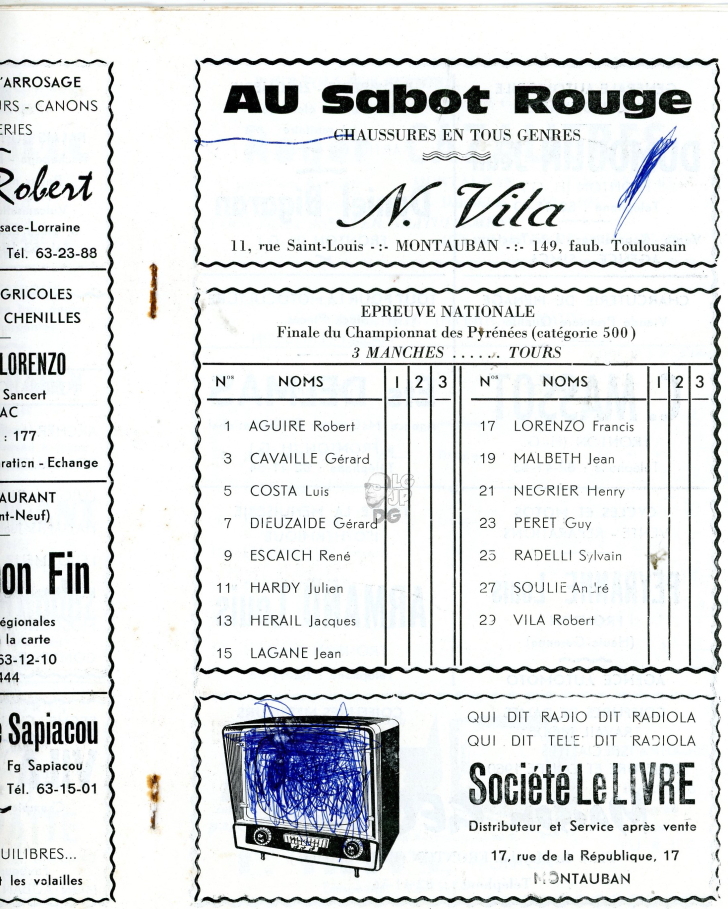 'ARROSAGE
URS - CANONS
ERIES
Robert
sace-Lorraine
Tél. 63-23-88
GRICOLES
CHENILLES
LORENZO
Sancert
AC
: 177
ration - Echange
AURANT
nt-Neuf)
on Fin
égionales
la carte
63-12-10
444
Sapiacou
Fg Sapiacou
Tél. 63-15-01
UILIBRES...
t les volailles
AU Sabot Rouge
CHAUSSURES EN TOUS GENRES
N. Vila
11, rue Saint-Louis -:- MONTAUBAN -:- 149, faub. Toulousain
EPREUVE NATIONALE
Finale du Championnat des Pyrénées (catégorie 500)
3 MANCHES ...... TOURS
Nos NOMS 1 2 3
1 AGUIRE Robert
3 CAVAILLE Gérard
5 COSTA Luis
7 DIEUZAIDE Gérard
9 ESCAICH René
11 HARDY Julien
13 HERAIL Jacques
15 LAGANE Jean
Nos NOMS 1 2 3
17 LORENZO Francis
19 MALBETH Jean
21 NEGRIER Henry
23 PERET Guy
25 RADELLI Sylvain
27 SOULIE André
29 VILA Robert
LG
JP
DG
QUI DIT RADIO DIT RADIOLA
QUI DIT TELE DIT RADIOLA
Société Le LIVRE
Distributeur et Service après vente
17, rue de la République, 17
MONTAUBAN